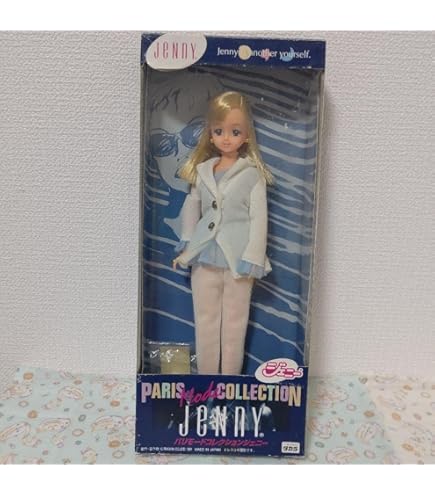 JeNNY
Jenny is another yourself.
ジェニー
PARIS Mode COLLECTION
JeNNY
パリモードコレクションジェニー
タカラ